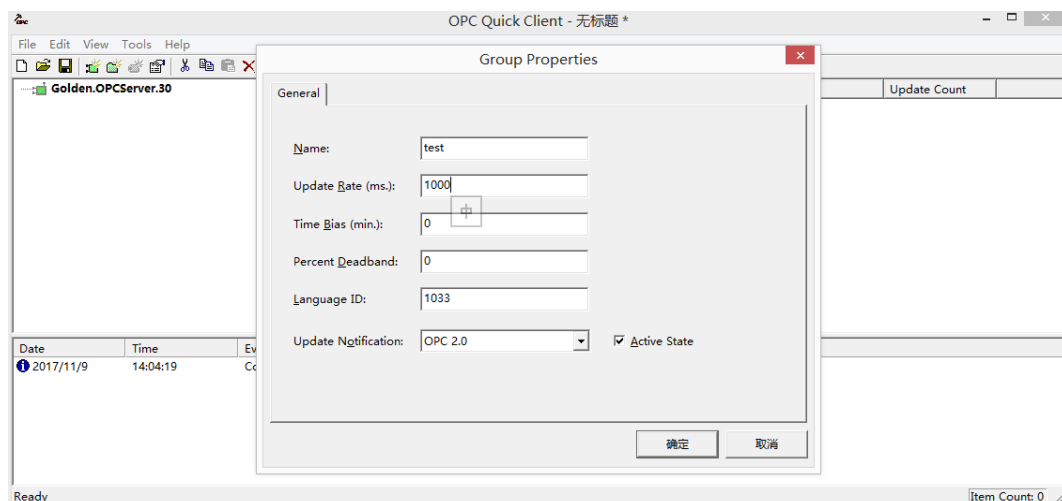 OPC Quick Client - 无标题 *
File Edit View Tools Help
Group Properties
Golden.OPCServer.30
Update Count
General
Name: test
Update Rate (ms.): 1000
中
Time Bias (min.): 0
Percent Deadband: 0
Language ID: 1033
Update Notification: OPC 2.0 Active State
Date Time Ev
2017/11/9 14:04:19 Co
确定 取消
Ready Item Count: 0